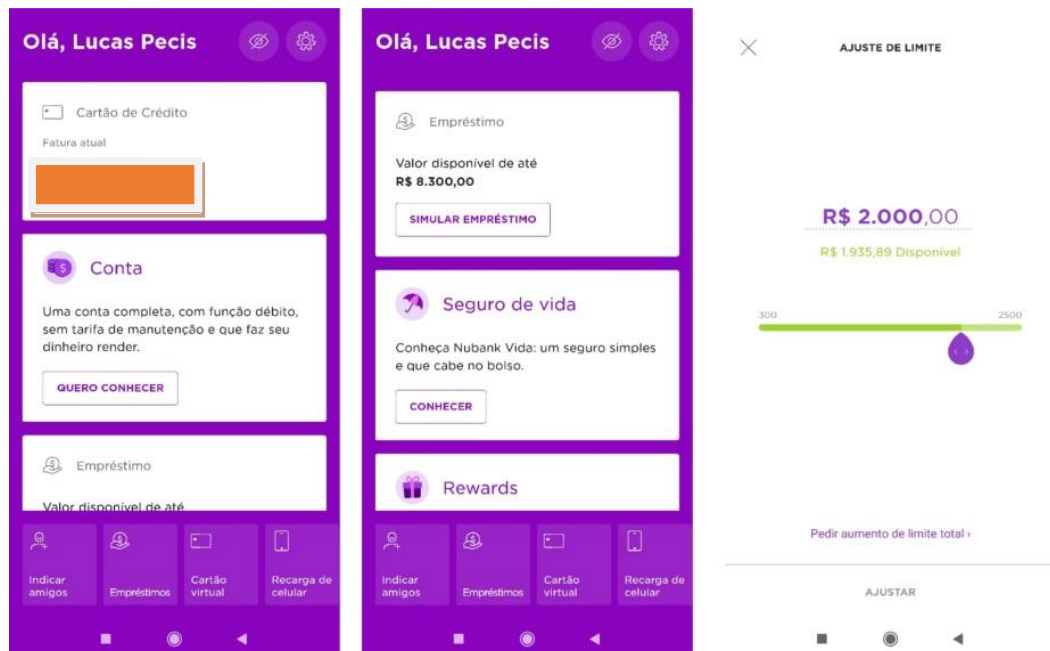 Olá, Lucas Pecis
Cartão de Crédito
Fatura atual
Conta
Uma conta completa, com função débito,
sem tarifa de manutenção e que faz seu
dinheiro render.
QUERO CONHECER
Empréstimo
Valor disponível de até
Indicar
amigos
Empréstimos
Cartão
virtual
Recarga de
celular
Olá, Lucas Pecis
Empréstimo
Valor disponível de até
R$ 8.300,00
SIMULAR EMPRÉSTIMO
Seguro de vida
Conheça Nubank Vida: um seguro simples
e que cabe no bolso.
CONHECER
Rewards
Indicar
amigos
Empréstimos
Cartão
virtual
Recarga de
celular
AJUSTE DE LIMITE
R$ 2.000,00
R$ 1.935,89 Disponível
300
2500
Pedir aumento de limite total ›
AJUSTAR